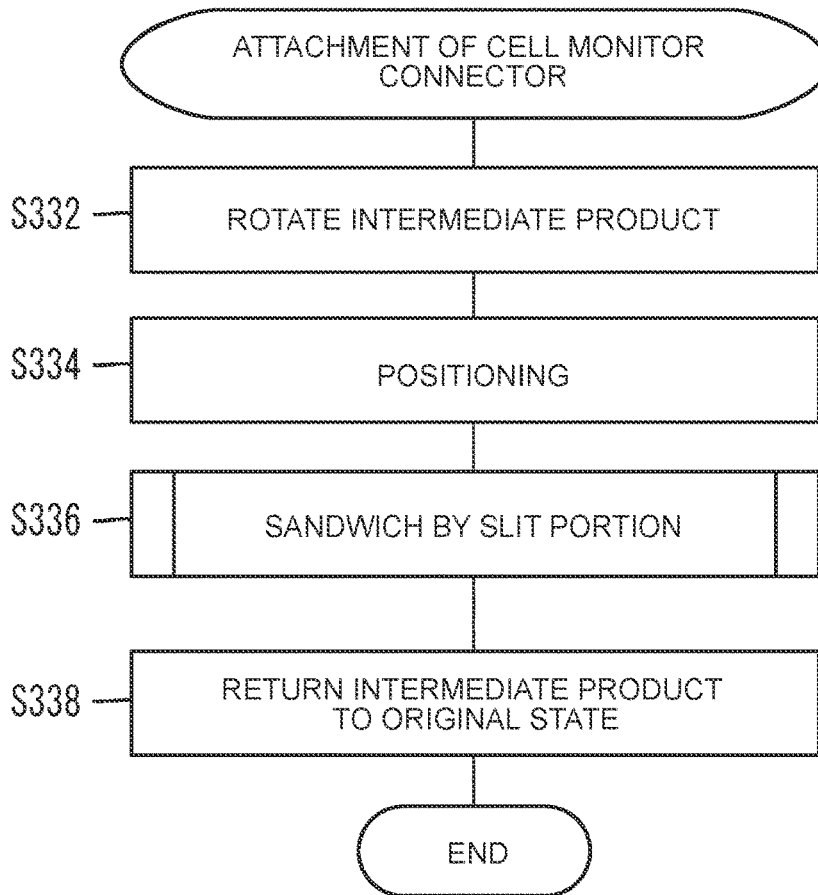 ATTACHMENT OF CELL MONITOR
CONNECTOR
S332
ROTATE INTERMEDIATE PRODUCT
S334
POSITIONING
S336
SANDWICH BY SLIT PORTION
S338
RETURN INTERMEDIATE PRODUCT
TO ORIGINAL STATE
END